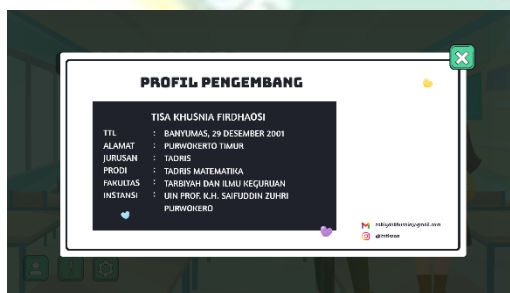 PROFIL PENGEMBANG
TISA KHUSNIA FIRDHAOSI
TTL : BANYUMAS, 29 DESEMBER 2001
ALAMAT : PURWOKERTO TIMUR
JURUSAN : TADRIS
PRODI : TADRIS MATEMATIKA
FAKULTAS : TARBIYAH DAN ILMU KEGURUAN
INSTANSI : UIN PROF. K.H. SAIFUDDIN ZUHRI
PURWOKERO